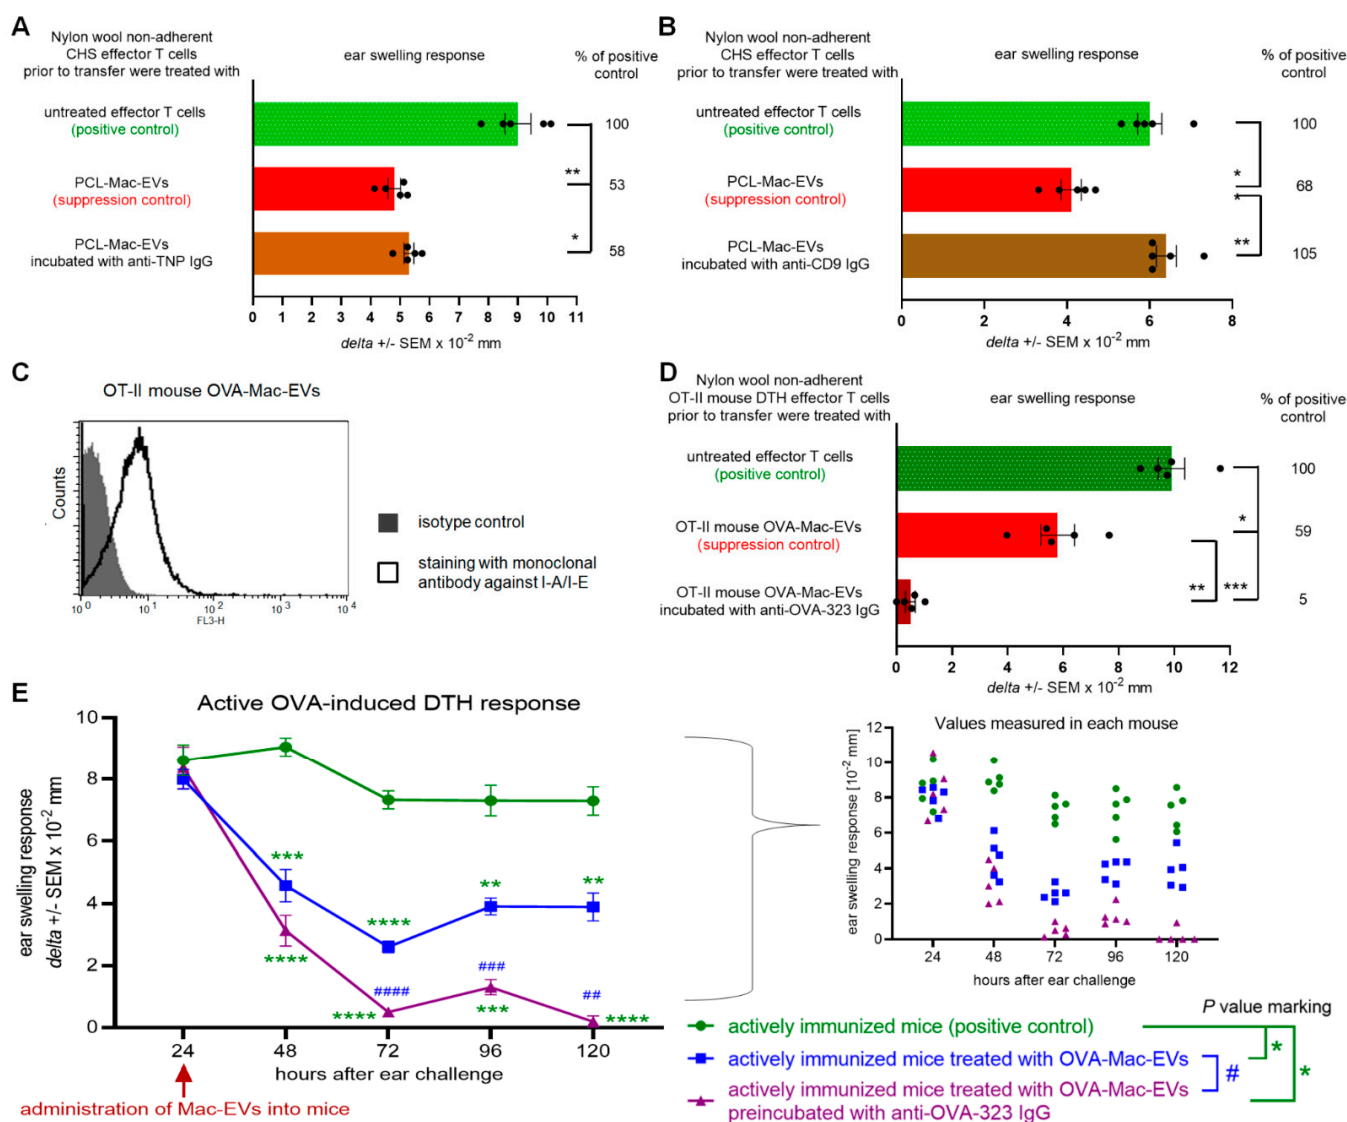 A
Nylon wool non-adherent
CHS effector T cells
prior to transfer were treated with
ear swelling response
% of positive
control
untreated effector T cells
(positive control)
100
**
PCL-Mac-EVs
(suppression control)
53
*
PCL-Mac-EVs
incubated with anti-TNP IgG
58
0 1 2 3 4 5 6 7 8 9 10 11
delta +/- SEM x 10-2 mm
B
Nylon wool non-adherent
CHS effector T cells
prior to transfer were treated with
ear swelling response
% of positive
control
untreated effector T cells
(positive control)
100
*
PCL-Mac-EVs
(suppression control)
68
*
**
PCL-Mac-EVs
incubated with anti-CD9 IgG
105
0 2 4 6 8
delta +/- SEM x 10-2 mm
C
OT-II mouse OVA-Mac-EVs
Counts
10 0 10 1 10 2 10 3 10 4
FL3-H
isotype control
staining with monoclonal
antibody against I-A/I-E
D
Nylon wool non-adherent
OT-II mouse DTH effector T cells
prior to transfer were treated with
ear swelling response
% of positive
control
untreated effector T cells
(positive control)
100
*
OT-II mouse OVA-Mac-EVs
(suppression control)
59
** ***
OT-II mouse OVA-Mac-EVs
incubated with anti-OVA-323 IgG
5
0 2 4 6 8 10 12
delta +/- SEM x 10-2 mm
E
Active OVA-induced DTH response
ear swelling response
delta +/- SEM x 10-2 mm
10
8
6
4
2
0
***
****
****
####
****
**
###
***
**
##
****
24 48 72 96 120
hours after ear challenge
administration of Mac-EVs into mice
Values measured in each mouse
ear swelling response [10-2 mm]
12
10
8
6
4
2
0
24 48 72 96 120
hours after ear challenge
P value marking
actively immunized mice (positive control)
actively immunized mice treated with OVA-Mac-EVs
actively immunized mice treated with OVA-Mac-EVs
preincubated with anti-OVA-323 IgG
# * *